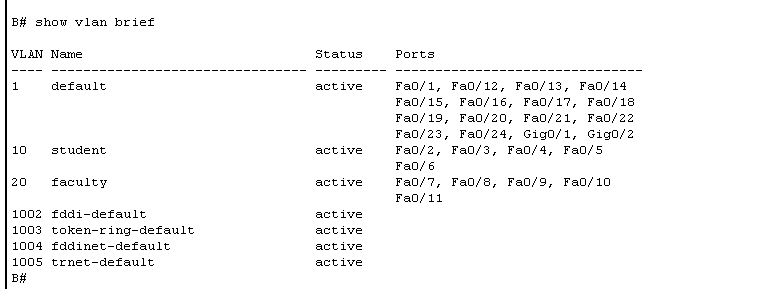 B# show vlan brief
VLAN Name                             Status    Ports
---- -------------------------------- --------- -------------------------------
1    default                          active    Fa0/1, Fa0/12, Fa0/13, Fa0/14
                                                Fa0/15, Fa0/16, Fa0/17, Fa0/18
                                                Fa0/19, Fa0/20, Fa0/21, Fa0/22
                                                Fa0/23, Fa0/24, Gig0/1, Gig0/2
10   student                          active    Fa0/2, Fa0/3, Fa0/4, Fa0/5
                                                Fa0/6
20   faculty                          active    Fa0/7, Fa0/8, Fa0/9, Fa0/10
                                                Fa0/11
1002 fddi-default                     active
1003 token-ring-default               active
1004 fddinet-default                  active
1005 trnet-default                    active
B#